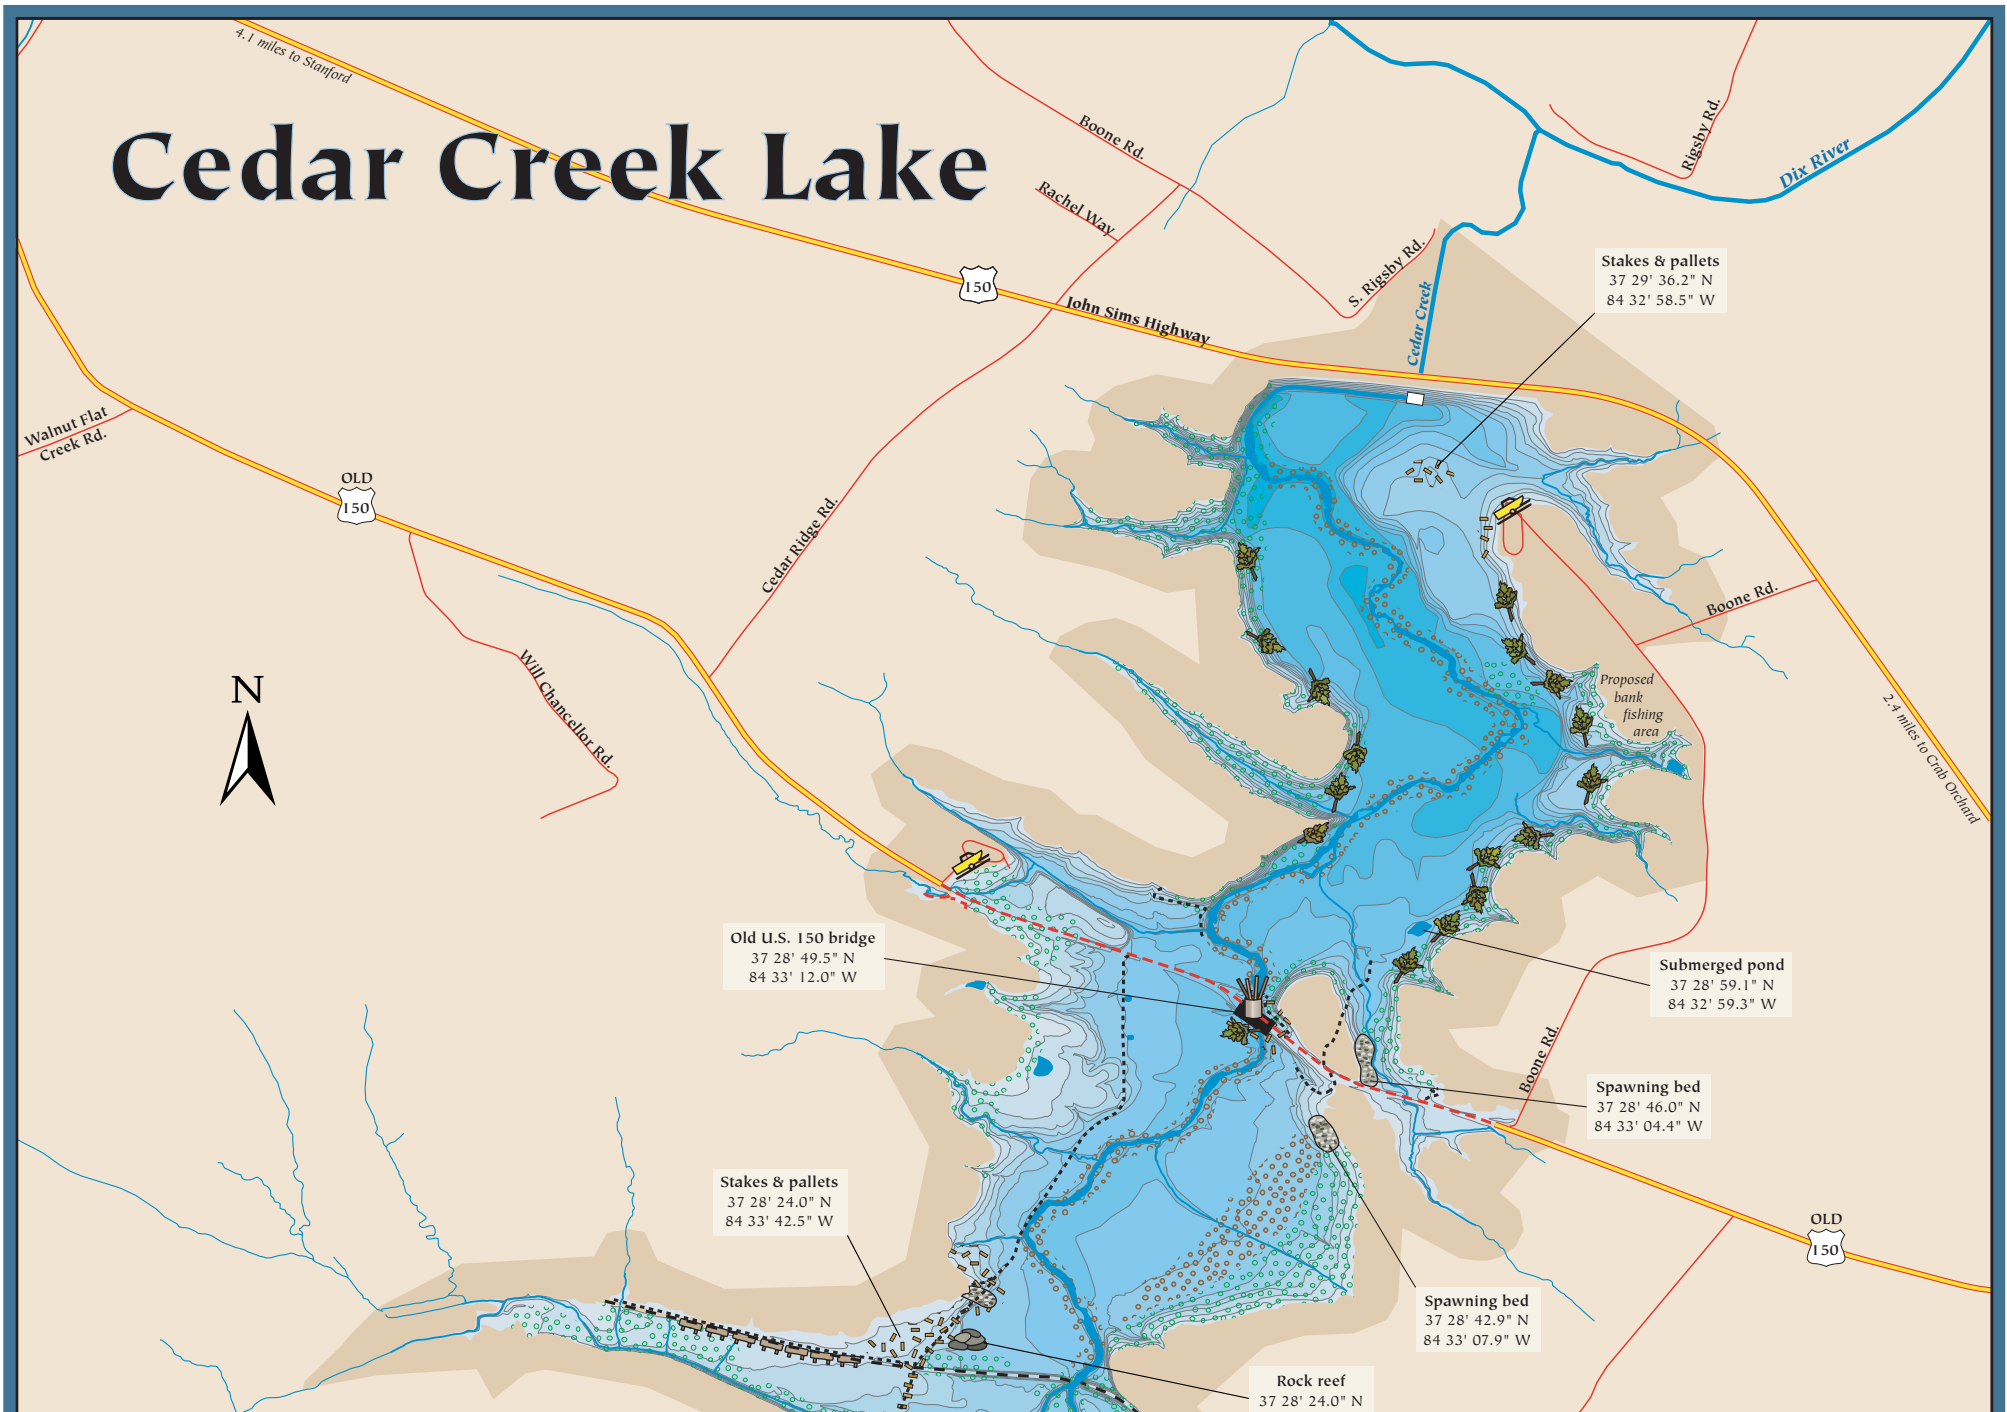 4.1 miles to Stanford
Cedar Creek Lake
Boone Rd.
Rachel Way
Rigsby Rd.
Dix River
S. Rigsby Rd.
Cedar Creek
150
John Sims Highway
Stakes & pallets
37 29' 36.2" N
84 32' 58.5" W
Walnut Flat
Creek Rd.
OLD
150
Cedar Ridge Rd.
Boone Rd.
Will Chancellor Rd.
N
Proposed
bank
fishing
area
2.4 miles to Crab Orchard
Old U.S. 150 bridge
37 28' 49.5" N
84 33' 12.0" W
Submerged pond
37 28' 59.1" N
84 32' 59.3" W
Boone Rd.
Spawning bed
37 28' 46.0" N
84 33' 04.4" W
Stakes & pallets
37 28' 24.0" N
84 33' 42.5" W
OLD
150
Spawning bed
37 28' 42.9" N
84 33' 07.9" W
Rock reef
37 28' 24.0" N